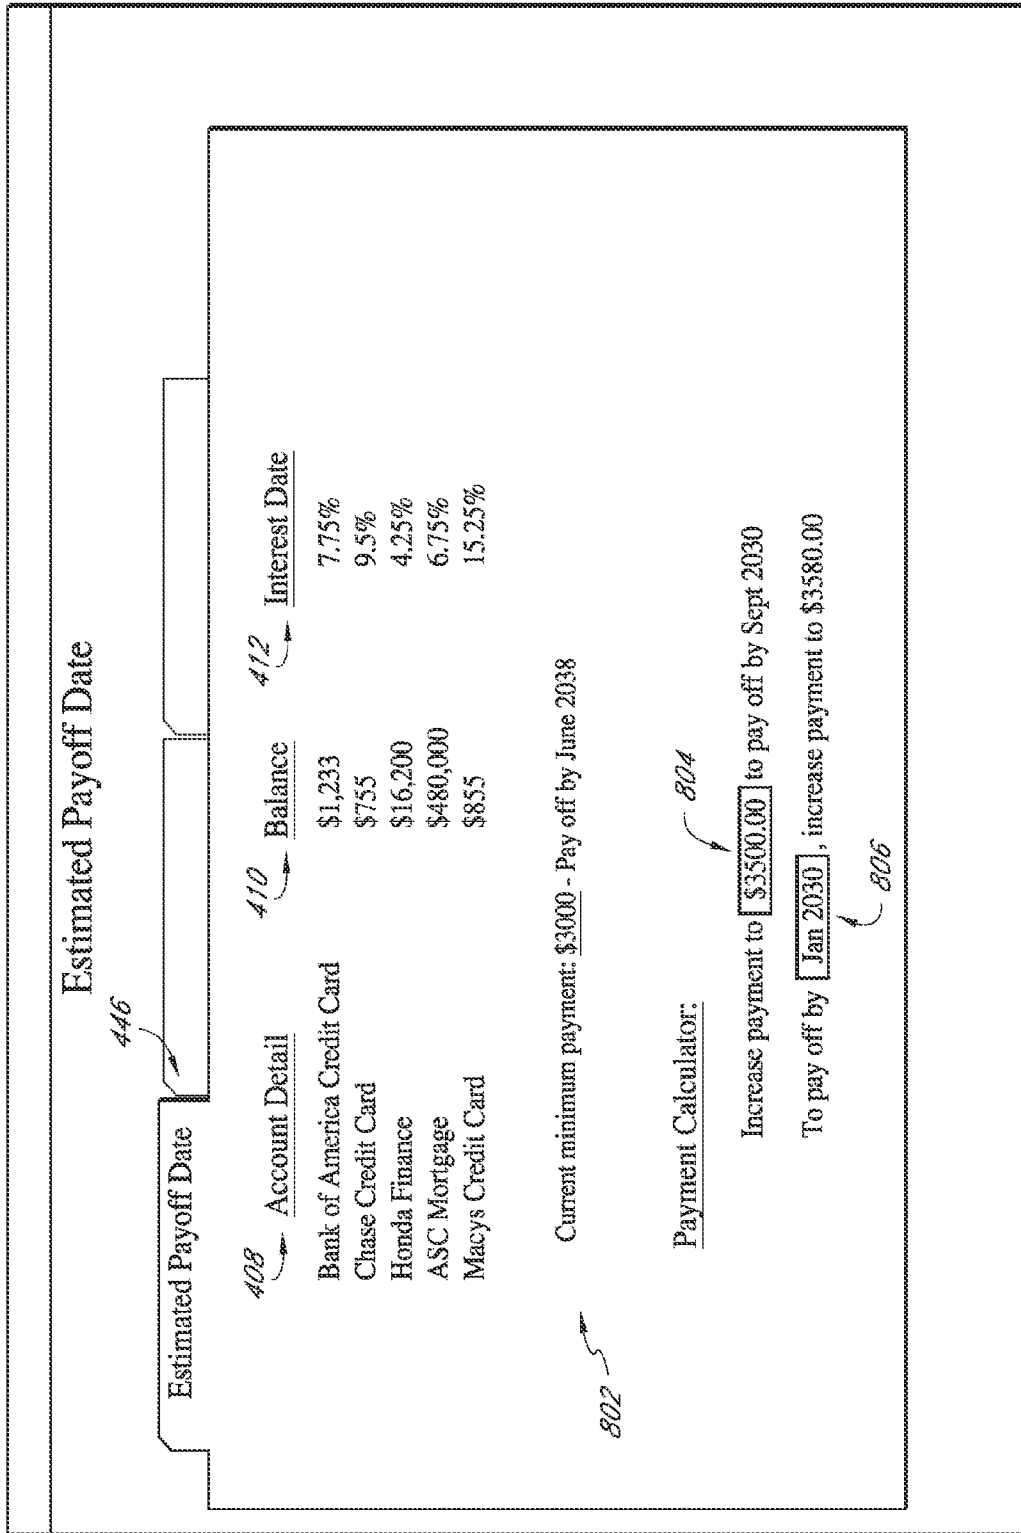 Estimated Payoff Date
446
Estimated Payoff Date
408 Account Detail 410 Balance 412 Interest Date
Bank of America Credit Card $1,233 7.75%
Chase Credit Card $755 9.5%
Honda Finance $16,200 4.25%
ASC Mortgage $480,000 6.75%
Macys Credit Card $855 15.25%
Current minimum payment: $3000 - Pay off by June 2038
802
Payment Calculator:
804
Increase payment to $3500.00 to pay off by Sept 2030
To pay off by Jan 2030 , increase payment to $3580.00
806